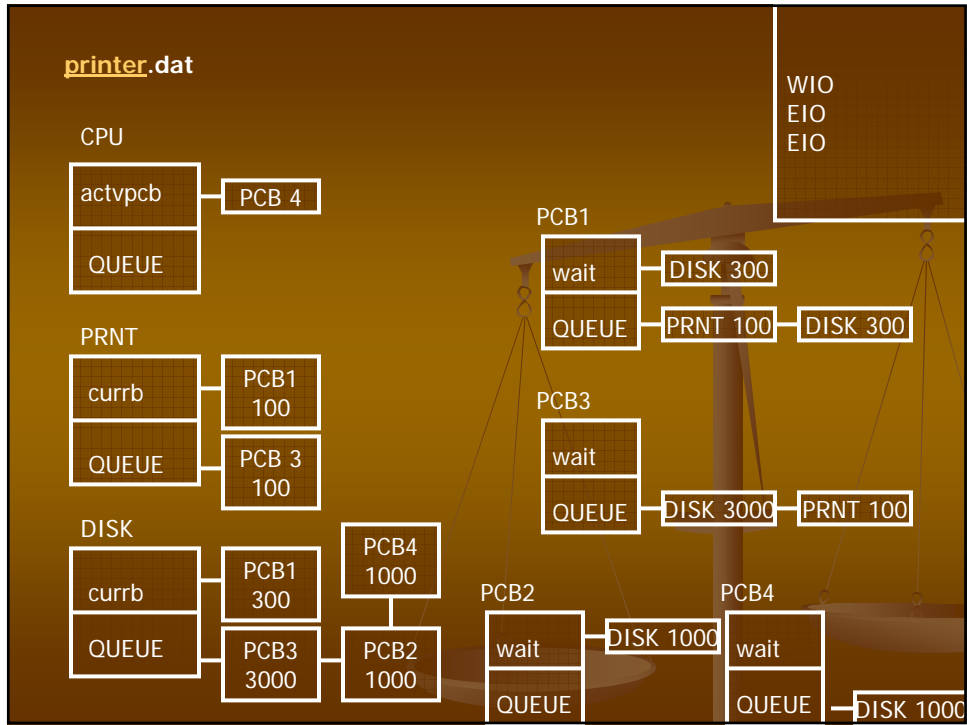 printer.dat
WIO
EIO
EIO
CPU
actvpcb
PCB 4
QUEUE
PRNT
currb
PCB1
100
QUEUE
PCB 3
100
DISK
currb
PCB1
300
PCB4
1000
QUEUE
PCB3
3000
PCB2
1000
PCB1
wait
DISK 300
QUEUE
PRNT 100
DISK 300
PCB3
wait
QUEUE
DISK 3000
PRNT 100
PCB2
wait
DISK 1000
QUEUE
PCB4
wait
QUEUE
DISK 1000